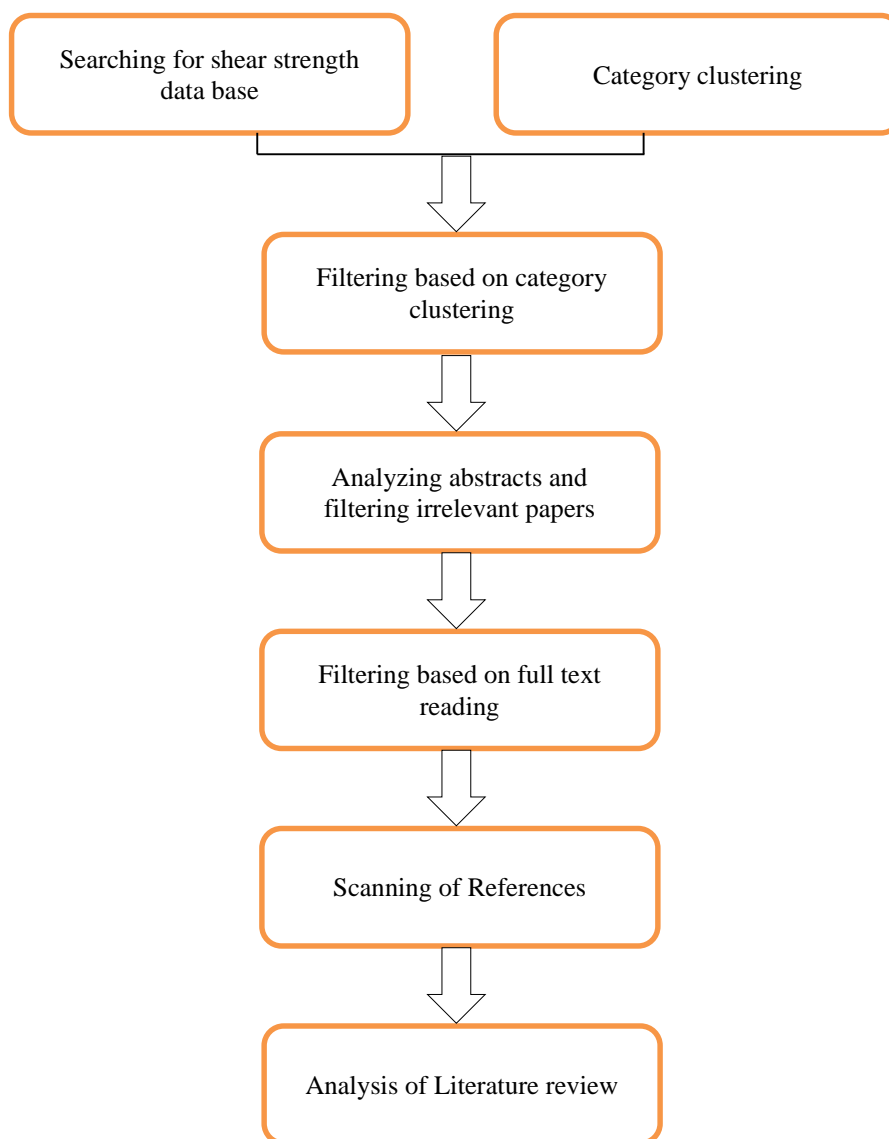 Searching for shear strength
data base
Category clustering
Filtering based on category
clustering
Analyzing abstracts and
filtering irrelevant papers
Filtering based on full text
reading
Scanning of References
Analysis of Literature review